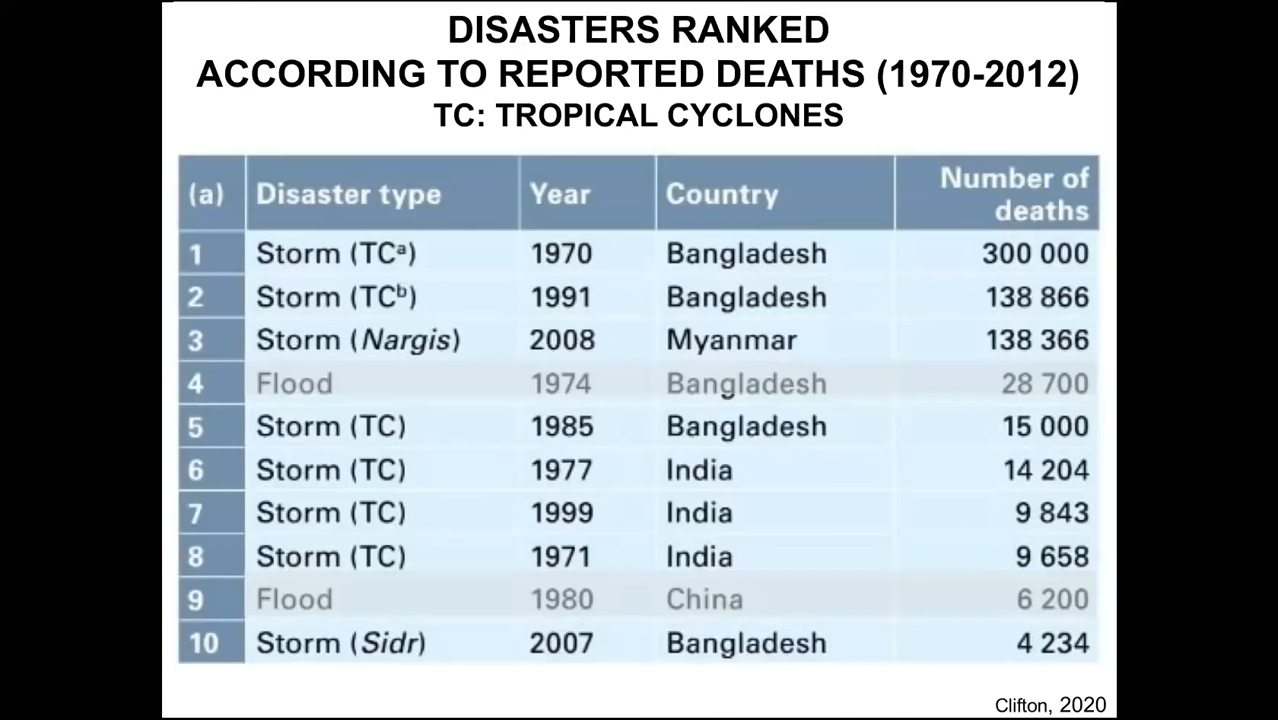 DISASTERS RANKED
ACCORDING TO REPORTED DEATHS (1970-2012)
TC: TROPICAL CYCLONES
(a) Disaster type Year Country Number of deaths
1 Storm (TCᵃ) 1970 Bangladesh 300 000
2 Storm (TCᵇ) 1991 Bangladesh 138 866
3 Storm (Nargis) 2008 Myanmar 138 366
4 Flood 1974 Bangladesh 28 700
5 Storm (TC) 1985 Bangladesh 15 000
6 Storm (TC) 1977 India 14 204
7 Storm (TC) 1999 India 9 843
8 Storm (TC) 1971 India 9 658
9 Flood 1980 China 6 200
10 Storm (Sidr) 2007 Bangladesh 4 234
Clifton, 2020